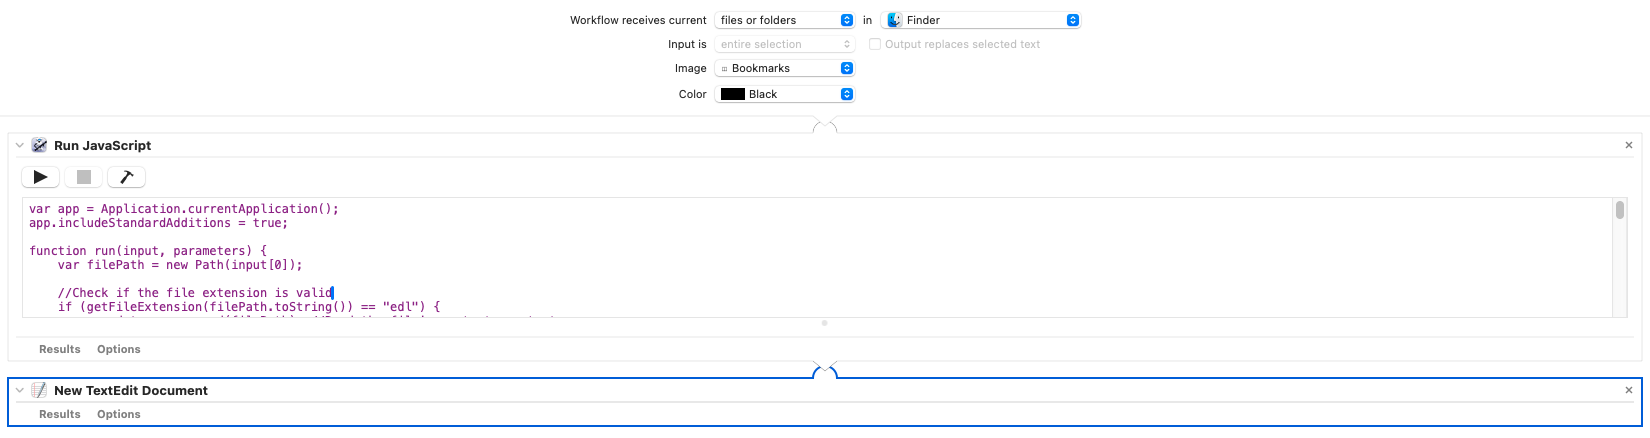 Workflow receives current files or folders in Finder
Input is entire selection Output replaces selected text
Image Bookmarks
Color Black
Run JavaScript
var app = Application.currentApplication();
app.includeStandardAdditions = true;
function run(input, parameters) {
var filePath = new Path(input[0]);
//Check if the file extension is valid
if (getFileExtension(filePath.toString()) == "edl") {
Results Options
New TextEdit Document
Results Options